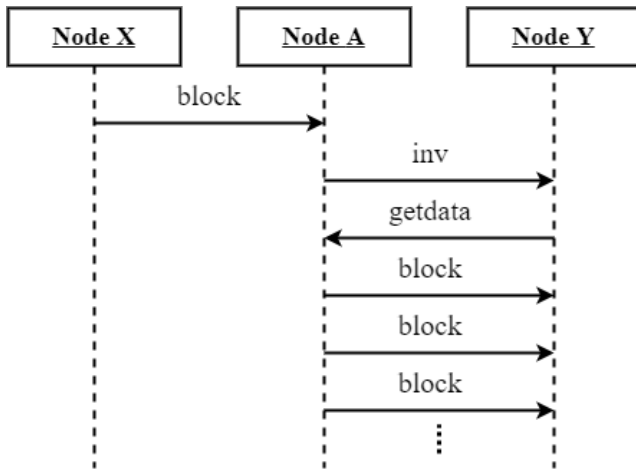 Node X
Node A
Node Y
block
inv
getdata
block
block
block